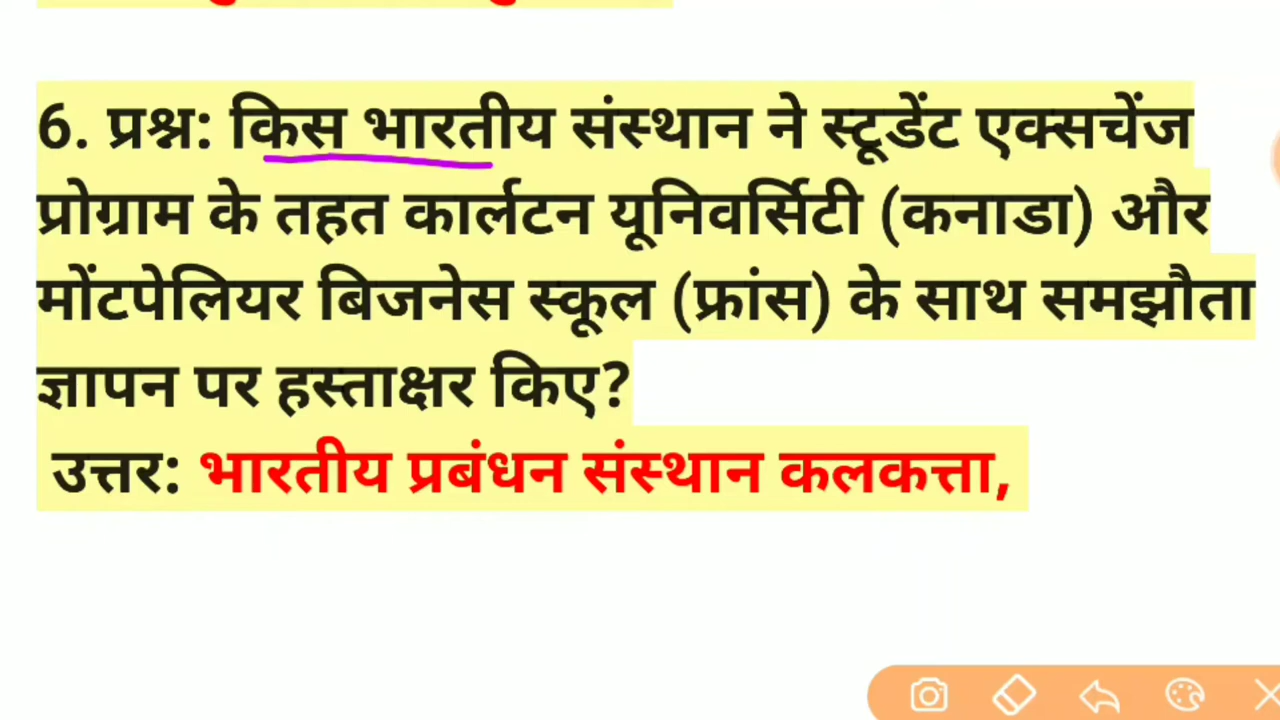 6. प्रश्न: किस भारतीय संस्थान ने स्टूडेंट एक्सचेंज
प्रोग्राम के तहत कार्लटन यूनिवर्सिटी (कनाडा) और
मोंटपेलियर बिजनेस स्कूल (फ्रांस) के साथ समझौता
ज्ञापन पर हस्ताक्षर किए?
उत्तर: भारतीय प्रबंधन संस्थान कलकत्ता,